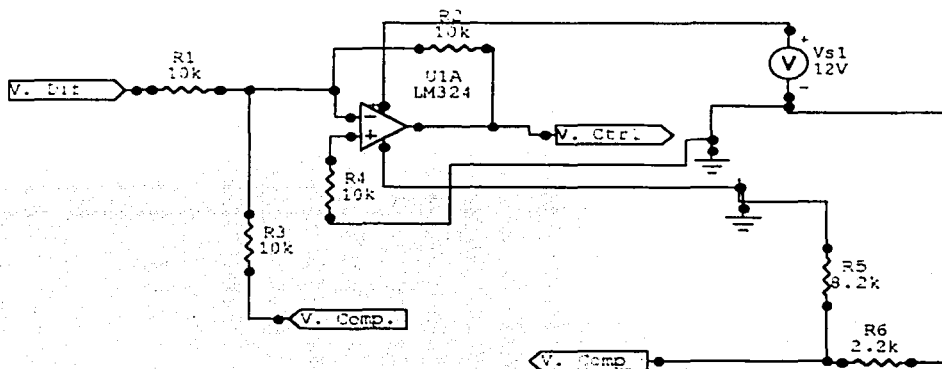 R2
10k
R1
10k
V. Dif
U1A
LM324
+
Vs1
12V
V
-
-
+
V. Ctrl
R4
10k
R3
10k
V. Comp.
R5
8.2k
R6
2.2k
V. Comp